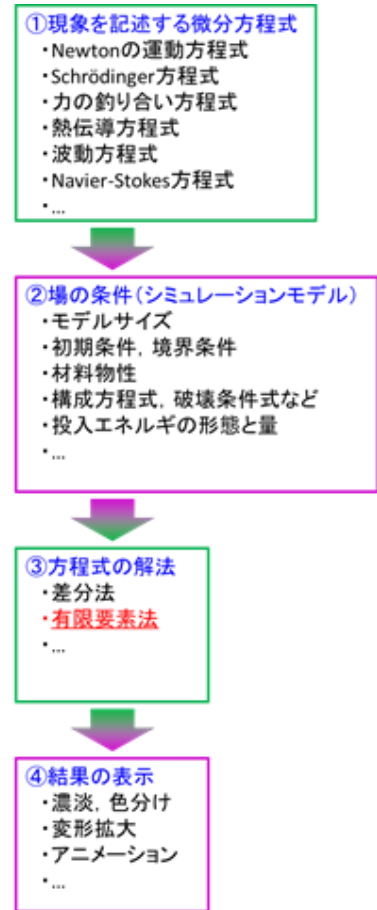 ①現象を記述する微分方程式
・Newtonの運動方程式
・Schrödinger方程式
・力の釣り合い方程式
・熱伝導方程式
・波動方程式
・Navier-Stokes方程式
・...
②場の条件(シミュレーションモデル)
・モデルサイズ
・初期条件, 境界条件
・材料物性
・構成方程式, 破壊条件式など
・投入エネルギの形態と量
・...
③方程式の解法
・差分法
・有限要素法
・...
④結果の表示
・濃淡, 色分け
・変形拡大
・アニメーション
・...